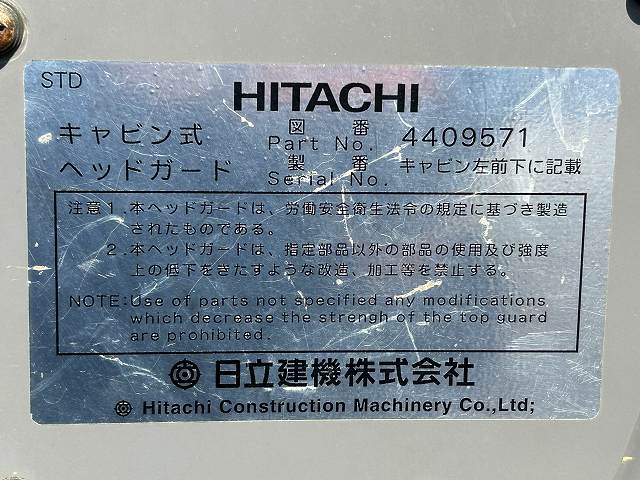 STD
HITACHI
キャビン式 図番 Part No. 4409571
ヘッドガード 製番 Serial No. キャビン左前下に記載
注意1.本ヘッドガードは、労働安全衛生法令の規定に基づき製造
されたものである。
2.本ヘッドガードは、指定部品以外の部品の使用及び強度
上の低下をきたすような改造、加工等を禁止する。
NOTE:Use of parts not specified any modifications
which decrease the strengh of the top guard
are prohibited.
日立建機株式会社
Hitachi Construction Machinery Co.,Ltd;